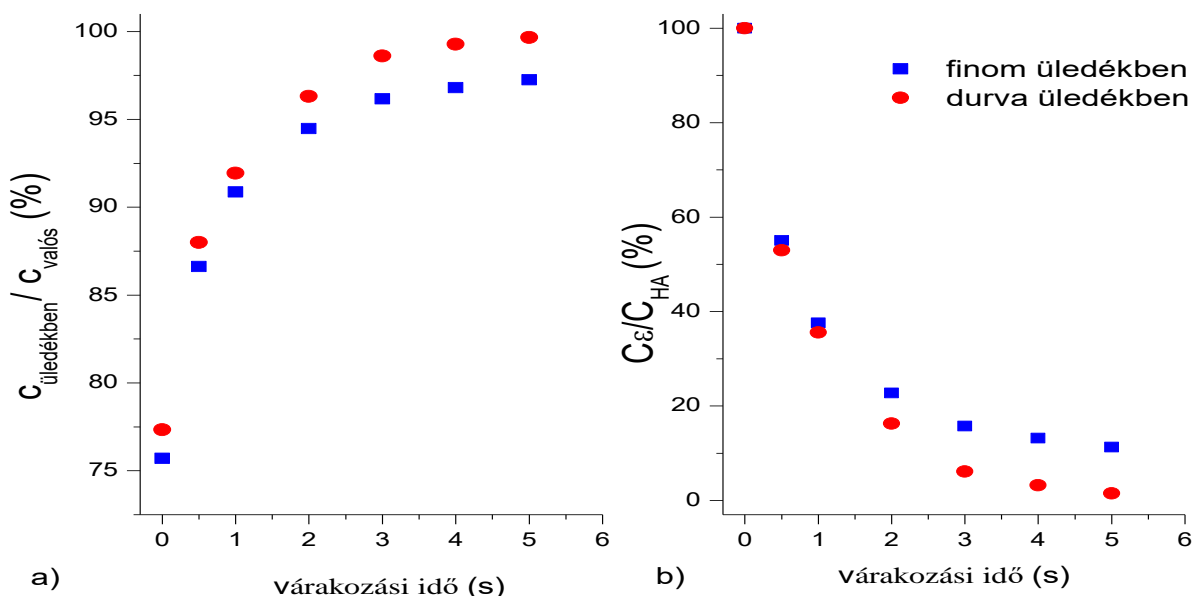 100
95
90
85
80
75
0 1 2 3 4 5 6
c üledékben / c valós (%)
várakozási idő (s)
a)
100
80
60
40
20
0
0 1 2 3 4 5 6
Cε/C HA (%)
finom üledékben
durva üledékben
várakozási idő (s)
b)